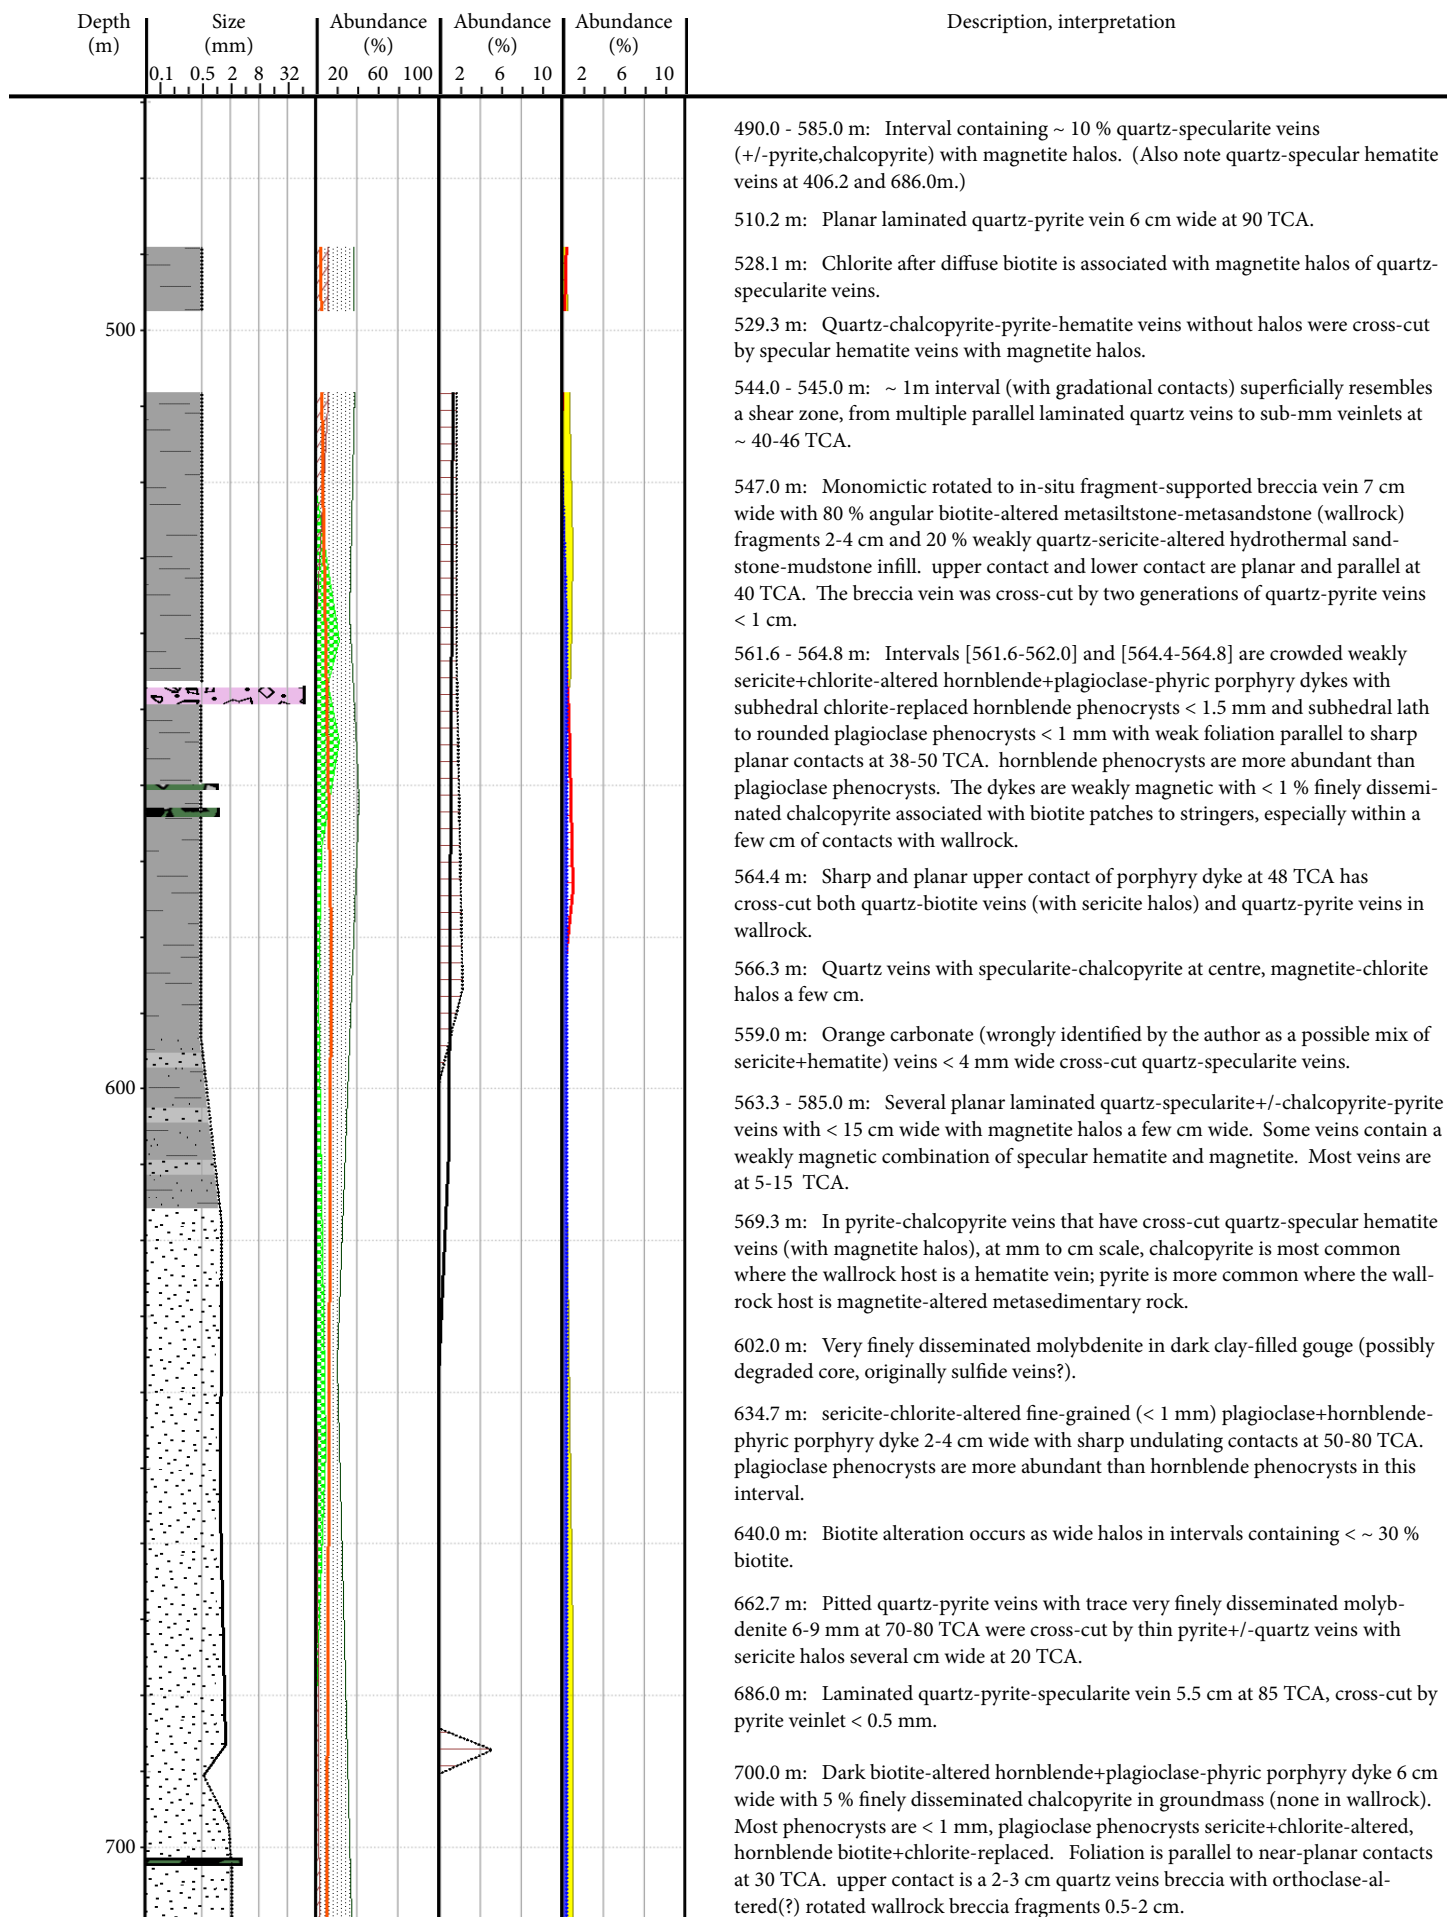 Depth Size Abundance Abundance Abundance Description, interpretation
(m) (mm) (%) (%) (%)
0.1 0.5 2 8 32 20 60 100 2 6 10 2 6 10
490.0 - 585.0 m: Interval containing ~ 10 % quartz-specularite veins
(+/-pyrite,chalcopyrite) with magnetite halos. (Also note quartz-specular hematite
veins at 406.2 and 686.0m.)
510.2 m: Planar laminated quartz-pyrite vein 6 cm wide at 90 TCA.
528.1 m: Chlorite after diffuse biotite is associated with magnetite halos of quartz-
specularite veins.
500
529.3 m: Quartz-chalcopyrite-pyrite-hematite veins without halos were cross-cut
by specular hematite veins with magnetite halos.
544.0 - 545.0 m: ~ 1m interval (with gradational contacts) superficially resembles
a shear zone, from multiple parallel laminated quartz veins to sub-mm veinlets at
~ 40-46 TCA.
547.0 m: Monomictic rotated to in-situ fragment-supported breccia vein 7 cm
wide with 80 % angular biotite-altered metasiltstone-metasandstone (wallrock)
fragments 2-4 cm and 20 % weakly quartz-sericite-altered hydrothermal sand-
stone-mudstone infill. upper contact and lower contact are planar and parallel at
40 TCA. The breccia vein was cross-cut by two generations of quartz-pyrite veins
< 1 cm.
561.6 - 564.8 m: Intervals [561.6-562.0] and [564.4-564.8] are crowded weakly
sericite+chlorite-altered hornblende+plagioclase-phyric porphyry dykes with
subhedral chlorite-replaced hornblende phenocrysts < 1.5 mm and subhedral lath
to rounded plagioclase phenocrysts < 1 mm with weak foliation parallel to sharp
planar contacts at 38-50 TCA. hornblende phenocrysts are more abundant than
plagioclase phenocrysts. The dykes are weakly magnetic with < 1 % finely dissemi-
nated chalcopyrite associated with biotite patches to stringers, especially within a
few cm of contacts with wallrock.
564.4 m: Sharp and planar upper contact of porphyry dyke at 48 TCA has
cross-cut both quartz-biotite veins (with sericite halos) and quartz-pyrite veins in
wallrock.
566.3 m: Quartz veins with specularite-chalcopyrite at centre, magnetite-chlorite
halos a few cm.
559.0 m: Orange carbonate (wrongly identified by the author as a possible mix of
sericite+hematite) veins < 4 mm wide cross-cut quartz-specularite veins.
600
563.3 - 585.0 m: Several planar laminated quartz-specularite+/-chalcopyrite-pyrite
veins with < 15 cm wide with magnetite halos a few cm wide. Some veins contain a
weakly magnetic combination of specular hematite and magnetite. Most veins are
at 5-15 TCA.
569.3 m: In pyrite-chalcopyrite veins that have cross-cut quartz-specular hematite
veins (with magnetite halos), at mm to cm scale, chalcopyrite is most common
where the wallrock host is a hematite vein; pyrite is more common where the wall-
rock host is magnetite-altered metasedimentary rock.
602.0 m: Very finely disseminated molybdenite in dark clay-filled gouge (possibly
degraded core, originally sulfide veins?).
634.7 m: sericite-chlorite-altered fine-grained (< 1 mm) plagioclase+hornblende-
phyric porphyry dyke 2-4 cm wide with sharp undulating contacts at 50-80 TCA.
plagioclase phenocrysts are more abundant than hornblende phenocrysts in this
interval.
640.0 m: Biotite alteration occurs as wide halos in intervals containing < ~ 30 %
biotite.
662.7 m: Pitted quartz-pyrite veins with trace very finely disseminated molyb-
denite 6-9 mm at 70-80 TCA were cross-cut by thin pyrite+/-quartz veins with
sericite halos several cm wide at 20 TCA.
686.0 m: Laminated quartz-pyrite-specularite vein 5.5 cm at 85 TCA, cross-cut by
pyrite veinlet < 0.5 mm.
700.0 m: Dark biotite-altered hornblende+plagioclase-phyric porphyry dyke 6 cm
wide with 5 % finely disseminated chalcopyrite in groundmass (none in wallrock).
Most phenocrysts are < 1 mm, plagioclase phenocrysts sericite+chlorite-altered,
700
hornblende biotite+chlorite-replaced. Foliation is parallel to near-planar contacts
at 30 TCA. upper contact is a 2-3 cm quartz veins breccia with orthoclase-al-
tered(?) rotated wallrock breccia fragments 0.5-2 cm.